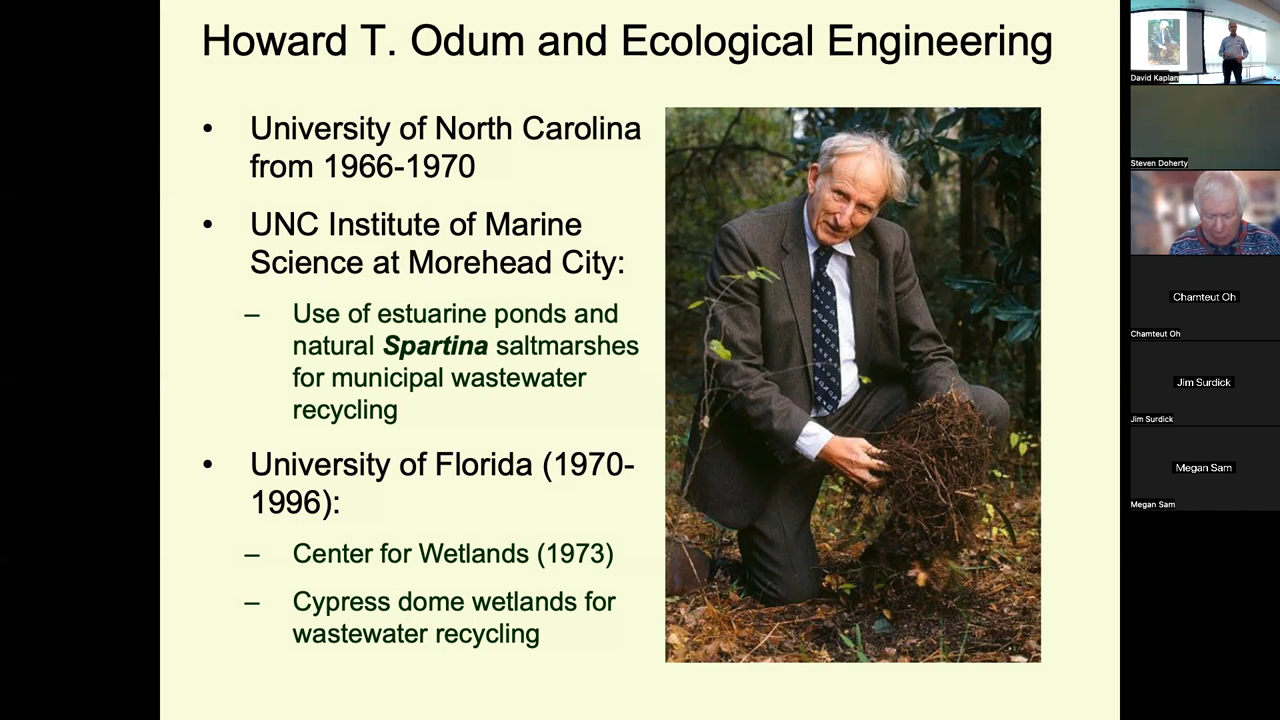 Howard T. Odum and Ecological Engineering
• University of North Carolina
from 1966-1970
• UNC Institute of Marine
Science at Morehead City:
– Use of estuarine ponds and
natural Spartina saltmarshes
for municipal wastewater
recycling
• University of Florida (1970-
1996):
– Center for Wetlands (1973)
– Cypress dome wetlands for
wastewater recycling
David Kaplan
Steven Doherty
Chamteut Oh
Chamteut Oh
Jim Surdick
Jim Surdick
Megan Sam
Megan Sam